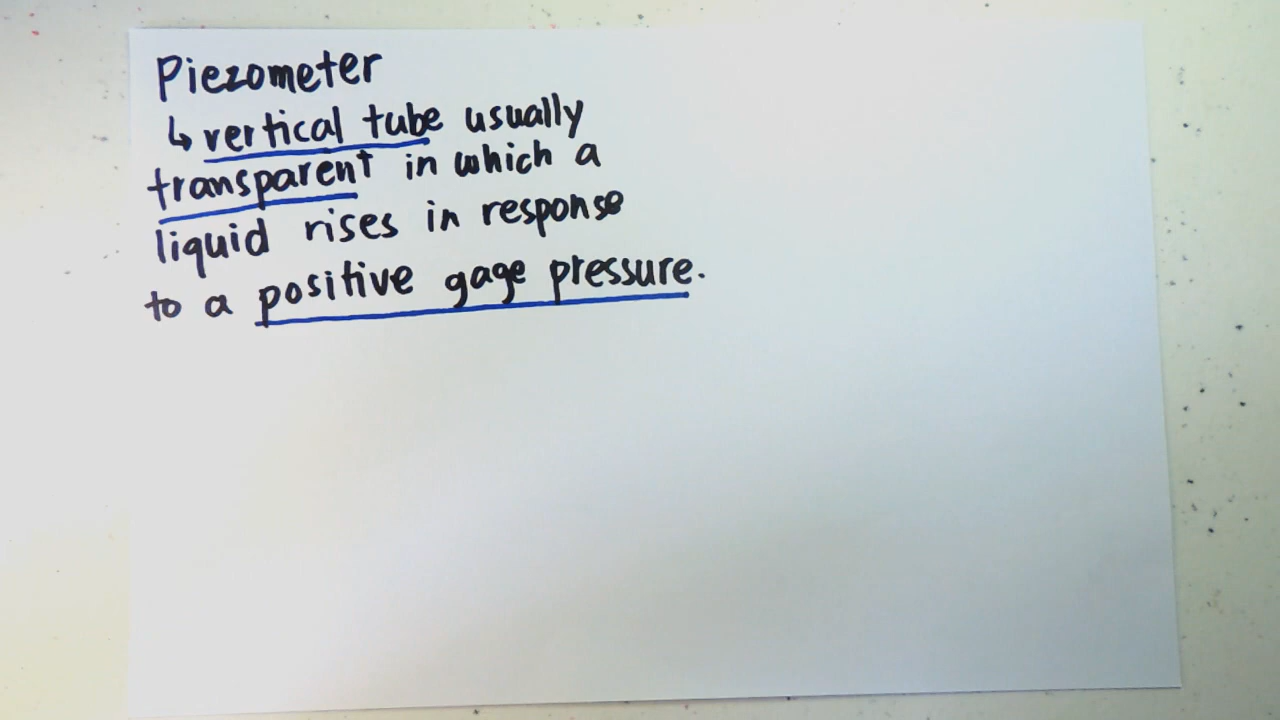 Piezometer
↳ vertical tube usually
transparent in which a
liquid rises in response
to a positive gage pressure.